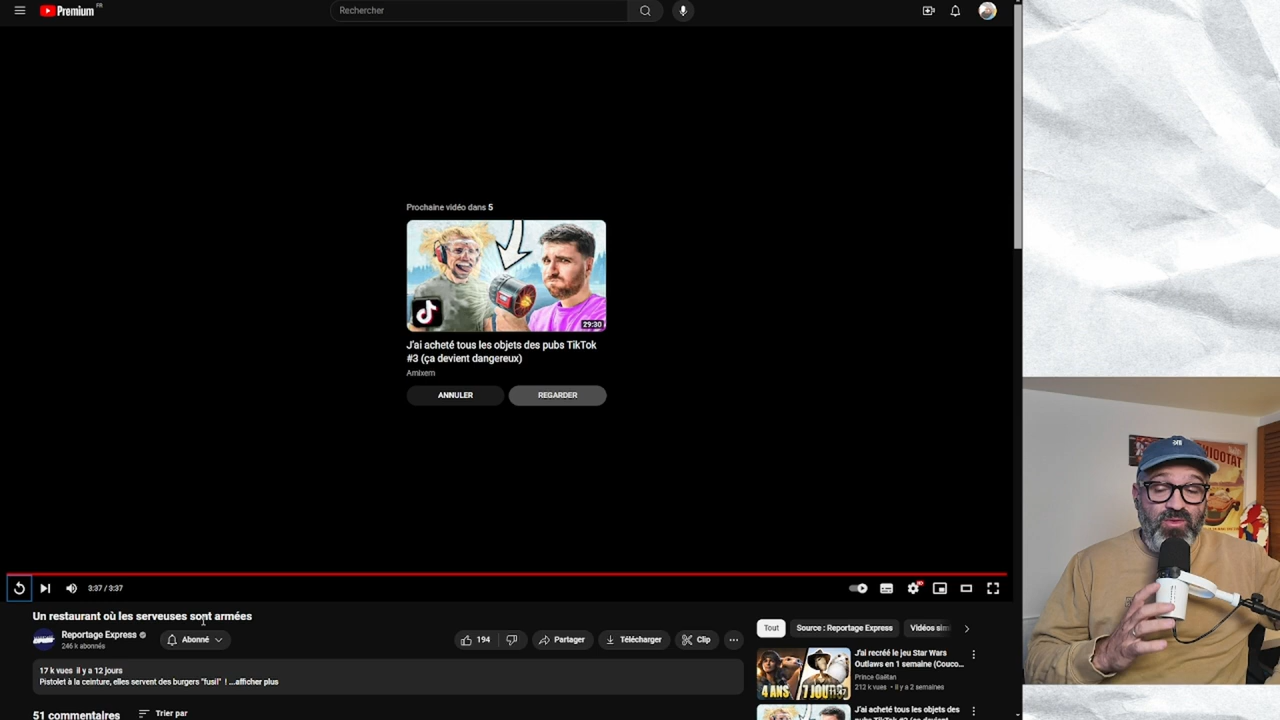 Premium FR
Rechercher
Prochaine vidéo dans 5
29:30
J'ai acheté tous les objets des pubs TikTok
#3 (ça devient dangereux)
Amixem
ANNULER
REGARDER
3:37 / 3:37
Un restaurant où les serveuses sont armées
Reportage Express
246 k abonnés
Abonné
194
Partager
Télécharger
Clip
17 k vues il y a 12 jours
Pistolet à la ceinture, elles servent des burgers "fusil" ! ...afficher plus
51 commentaires
Trier par
Tout
Source : Reportage Express
Vidéos sim
4 ANS
J'ai recréé le jeu Star Wars
Outlaws en 1 semaine (Couco...
Prince Gaëtan
212 k vues • il y a 2 semaines
J'ai acheté tous les objets des